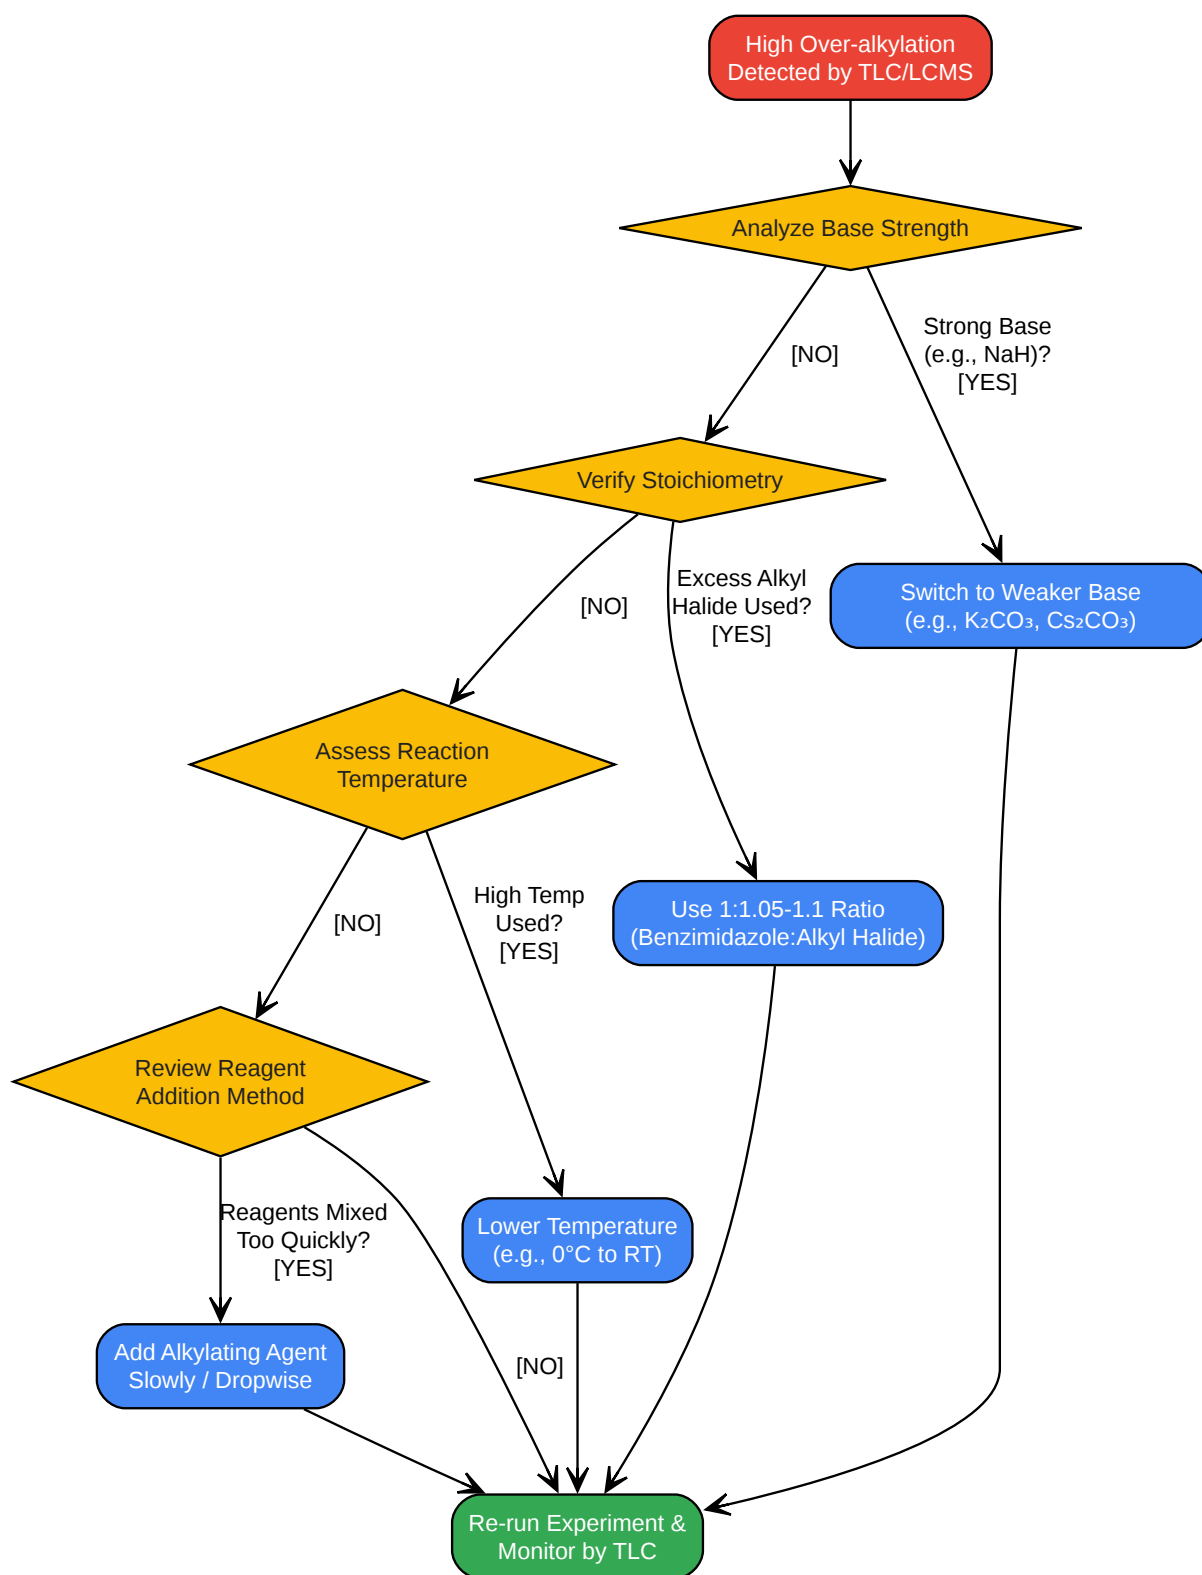 High Over-alkylation
Detected by TLC/LCMS
Analyze Base Strength
[NO]
Strong Base
(e.g., NaH)?
[YES]
Verify Stoichiometry
[NO]
Excess Alkyl
Halide Used?
[YES]
Switch to Weaker Base
(e.g., K₂CO₃, Cs₂CO₃)
Assess Reaction
Temperature
[NO]
High Temp
Used?
[YES]
Use 1:1.05-1.1 Ratio
(Benzimidazole:Alkyl Halide)
Review Reagent
Addition Method
Reagents Mixed
Too Quickly?
[YES]
Lower Temperature
(e.g., 0°C to RT)
Add Alkylating Agent
Slowly / Dropwise
[NO]
Re-run Experiment &
Monitor by TLC